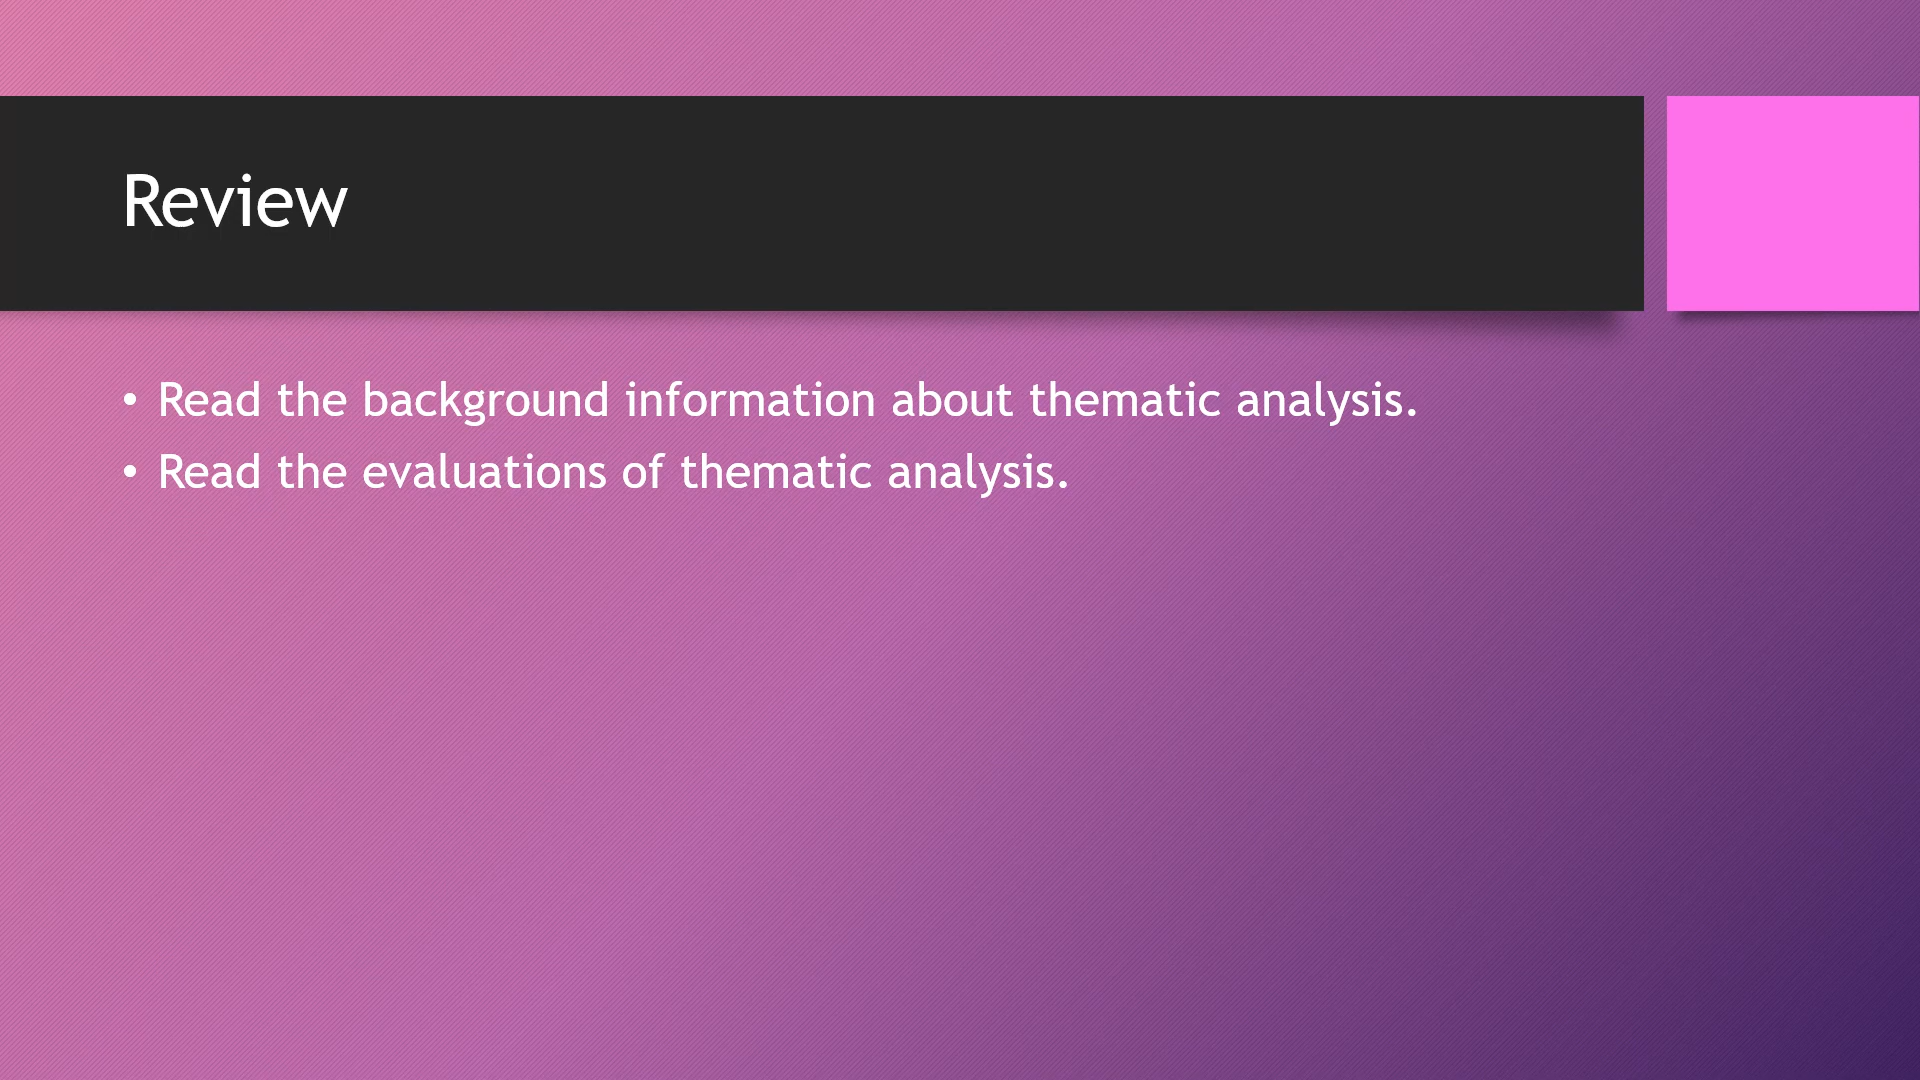 Review
• Read the background information about thematic analysis.
• Read the evaluations of thematic analysis.